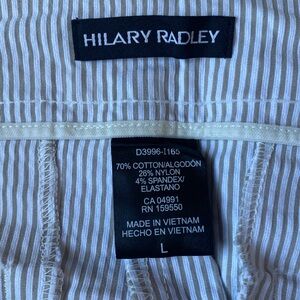 HILARY RADLEY
D3996-I165
70% COTTON/ALGODÓN
26% NYLON
4% SPANDEX/
ELASTANO
CA 04991
RN 159550
MADE IN VIETNAM
HECHO EN VIETNAM
L